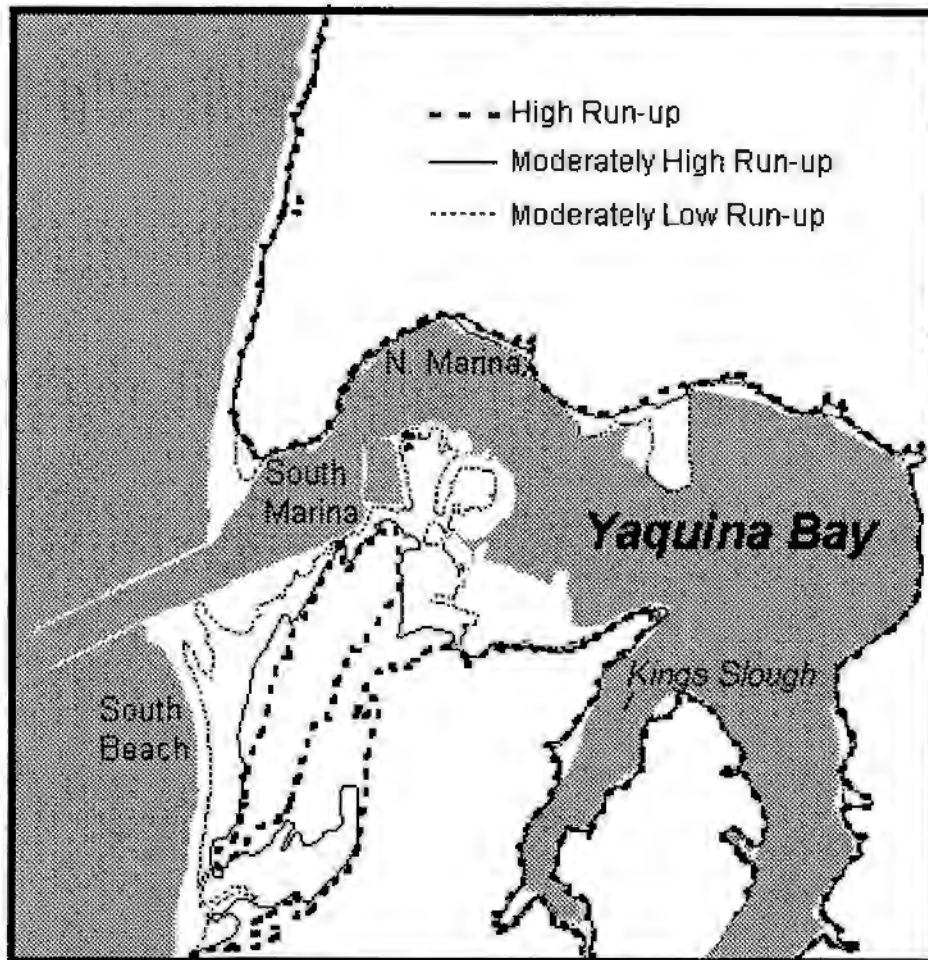 High Run-up
Moderately High Run-up
Moderately Low Run-up
N. Marina
South
Marina
Yaquina Bay
Kings Slough
South
Beach